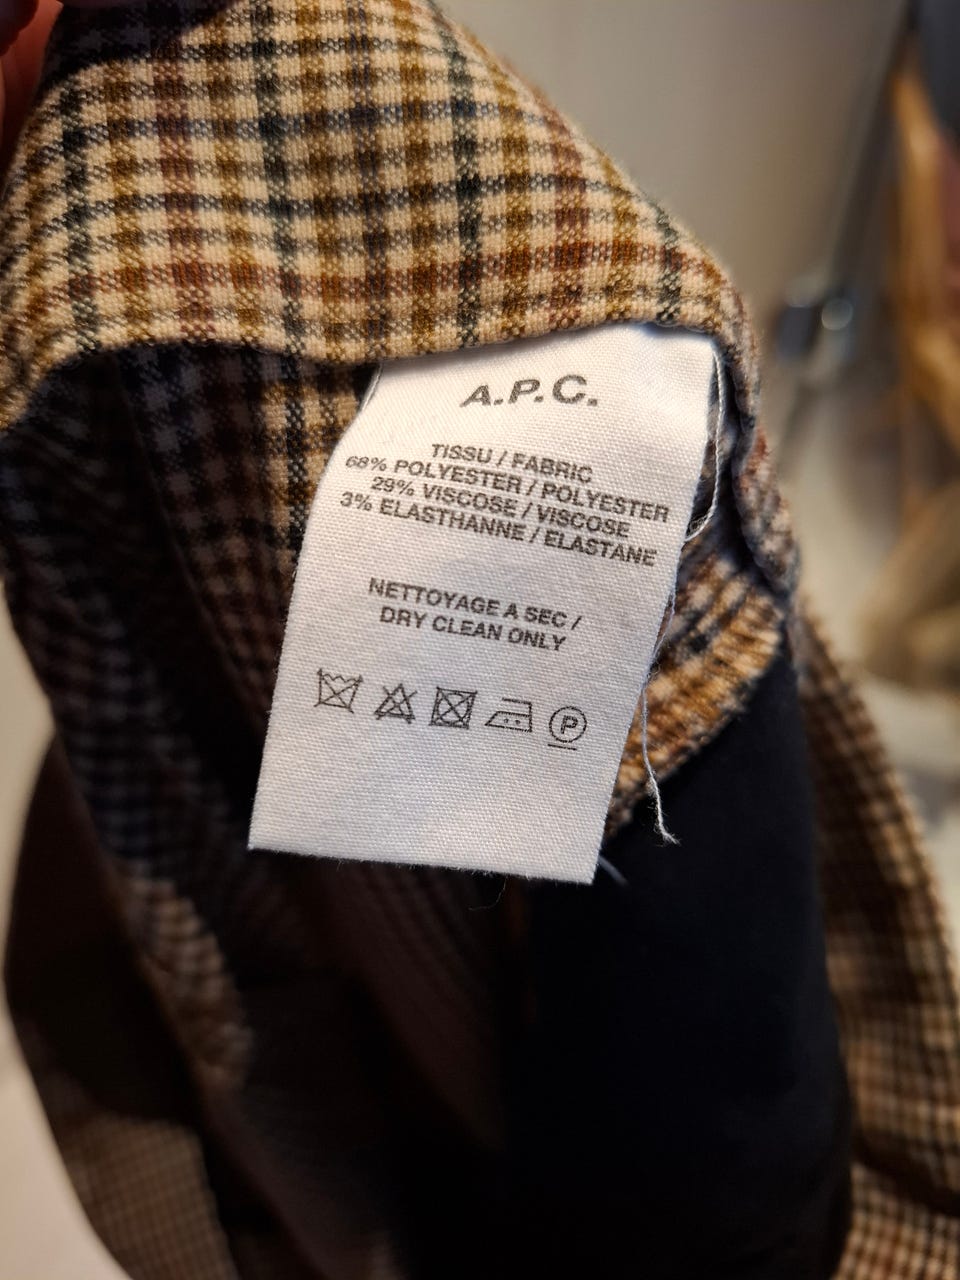 A.P.C.
TISSU / FABRIC
68% POLYESTER / POLYESTER
29% VISCOSE / VISCOSE
3% ELASTHANNE / ELASTANE
NETTOYAGE A SEC /
DRY CLEAN ONLY
P